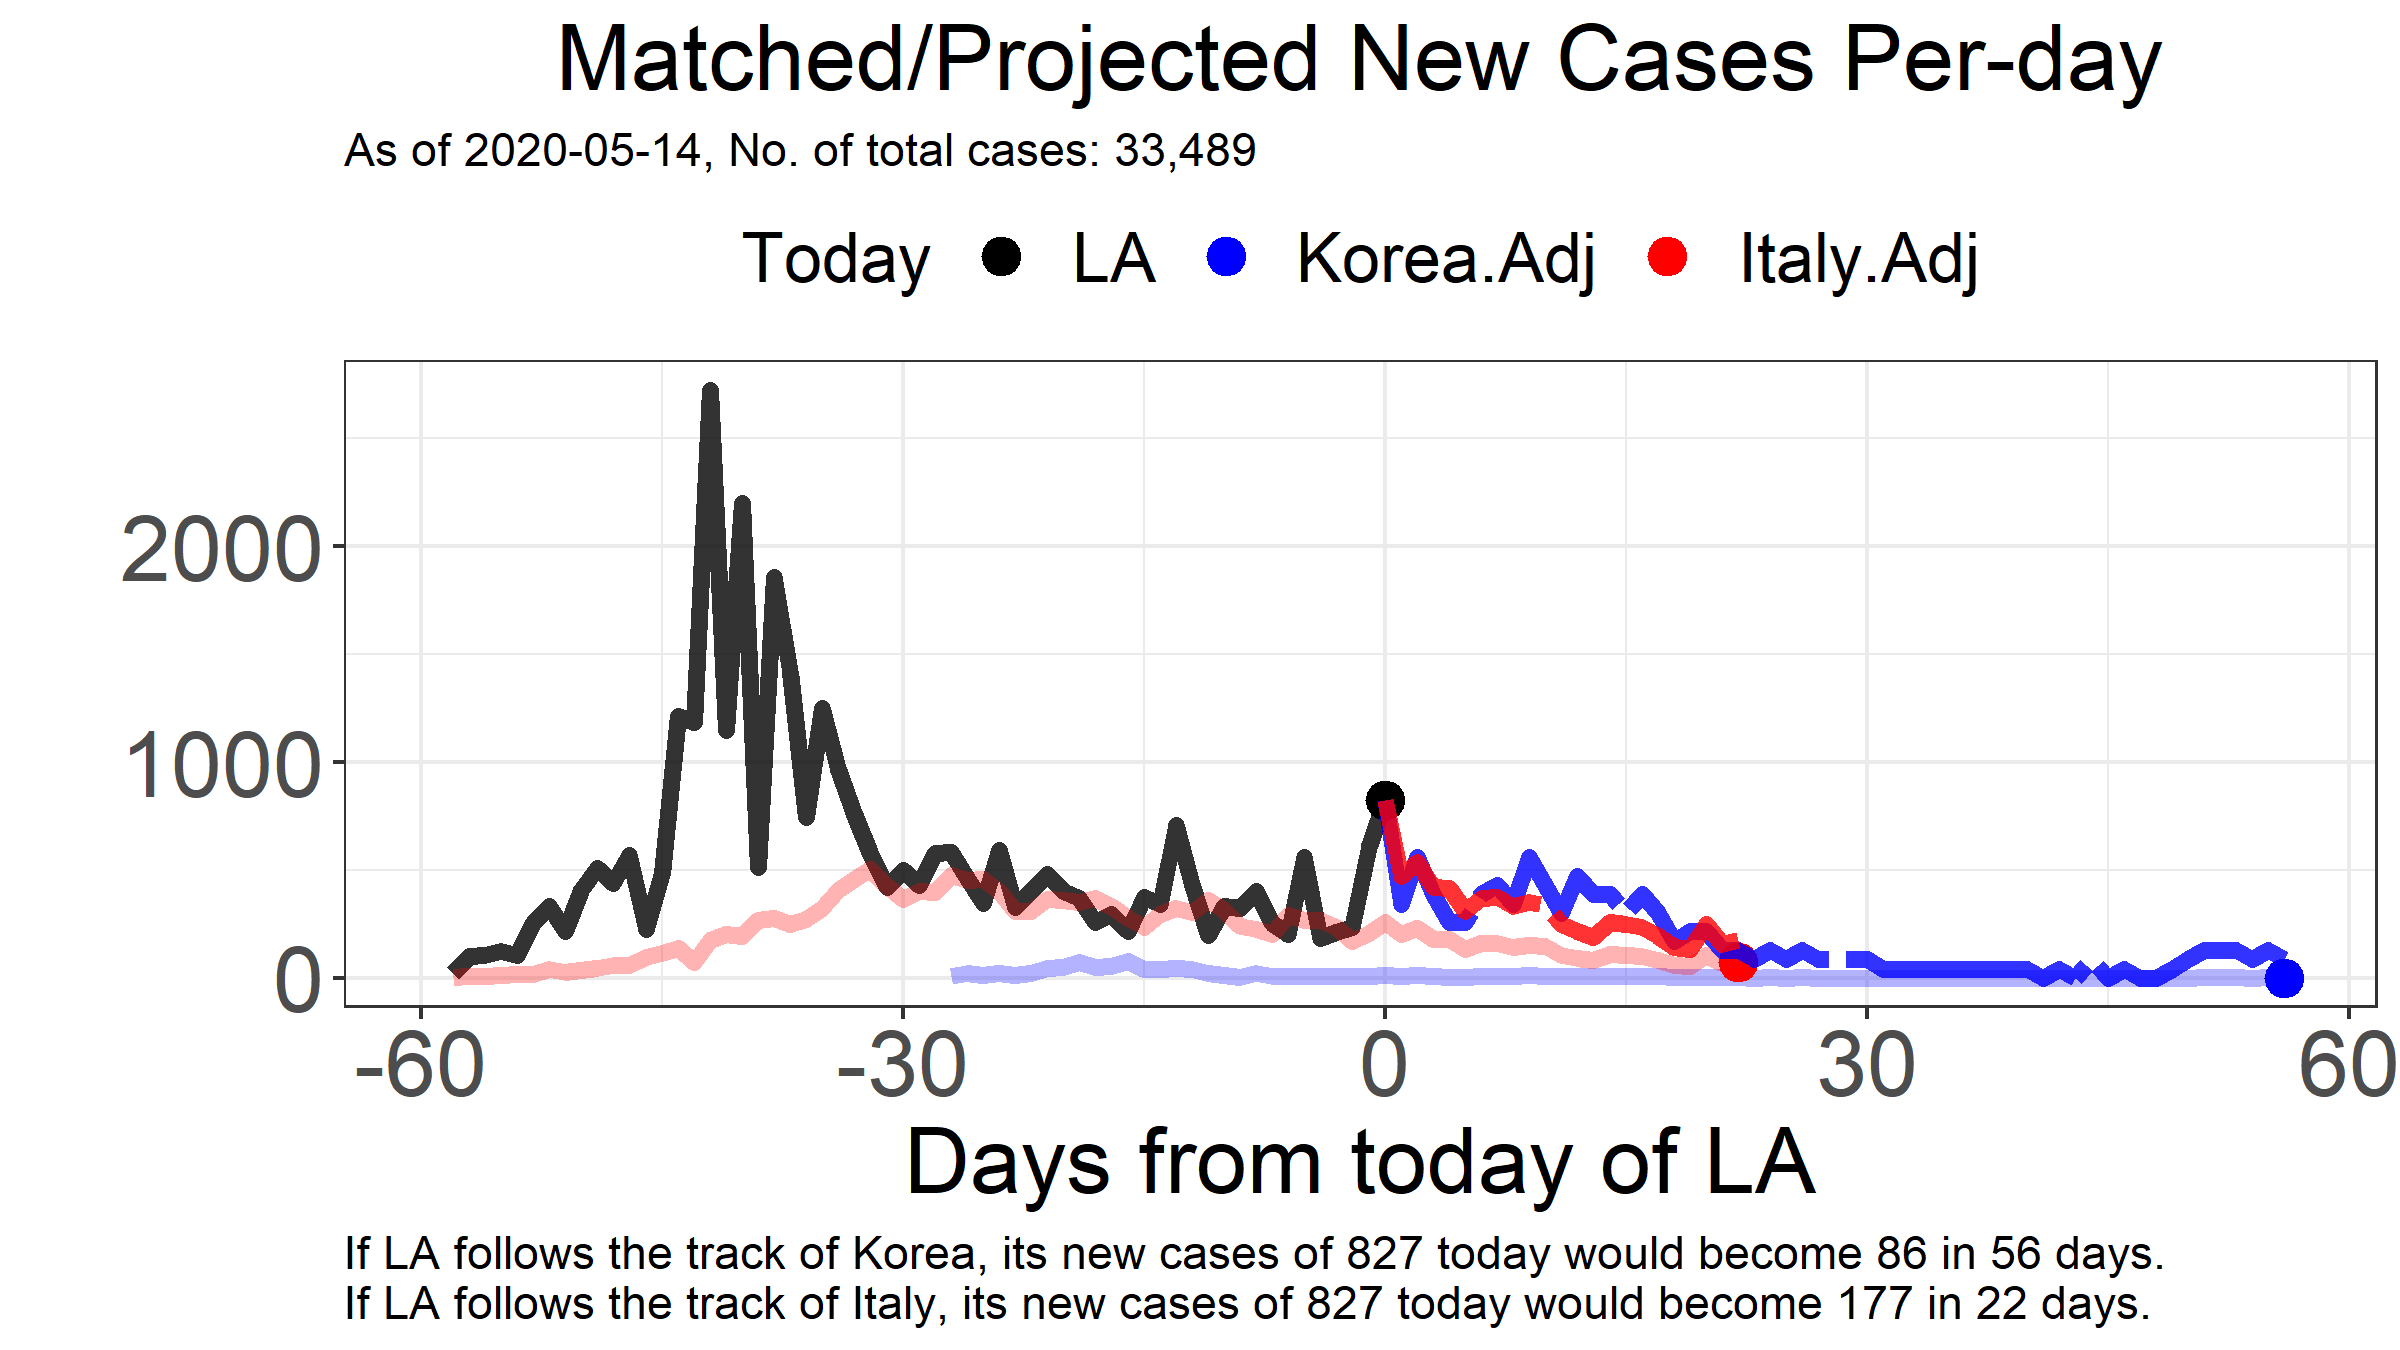 Matched/Projected New Cases Per-day
As of 2020-05-14, No. of total cases: 33,489
Today LA Korea.Adj Italy.Adj
2000
1000
0
-60 -30 0 30 60
Days from today of LA
If LA follows the track of Korea, its new cases of 827 today would become 86 in 56 days.
If LA follows the track of Italy, its new cases of 827 today would become 177 in 22 days.